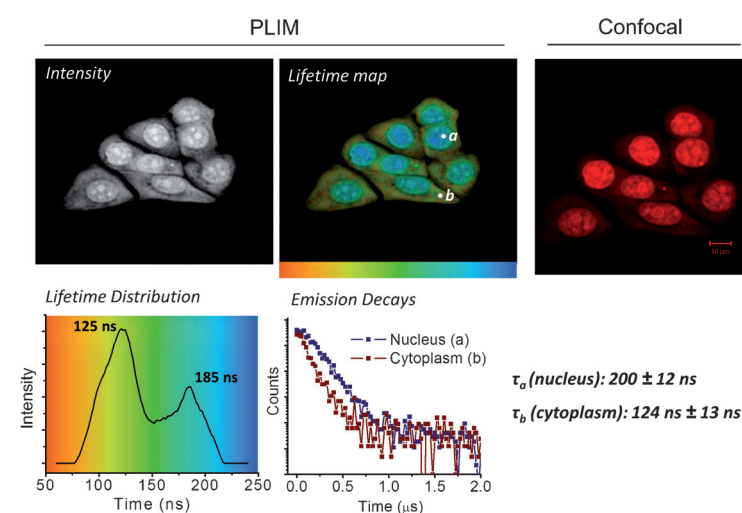 PLIM
Confocal
Intensity
Lifetime map
a
b
10 µm
Lifetime Distribution
Emission Decays
125 ns
185 ns
Nucleus (a)
Cytoplasm (b)
Intensity
Counts
τa (nucleus): 200 ± 12 ns
τb (cytoplasm): 124 ns ± 13 ns
50 100 150 200 250
0.0 0.5 1.0 1.5 2.0
Time (ns)
Time (µs)